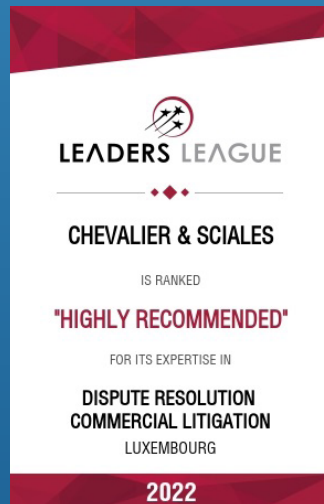 LEADERS LEAGUE
CHEVALIER & SCIALES
IS RANKED
"HIGHLY RECOMMENDED"
FOR ITS EXPERTISE IN
DISPUTE RESOLUTION
COMMERCIAL LITIGATION
LUXEMBOURG
2022